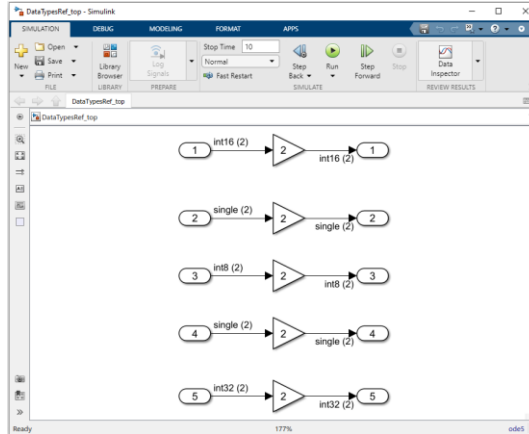 DataTypesRef_top - Simulink
SIMULATION DEBUG MODELING FORMAT APPS
New
Open
Save
Print
FILE
Library
Browser
LIBRARY
Log
Signals
PREPARE
Stop Time 10
Normal
Fast Restart
Step
Back
Run
Step
Forward
Stop
SIMULATE
Data
Inspector
REVIEW RESULTS
DataTypesRef_top
DataTypesRef_top
1 int16 (2) 2 int16 (2) 1
2 single (2) 2 single (2) 2
3 int8 (2) 2 int8 (2) 3
4 single (2) 2 single (2) 4
5 int32 (2) 2 int32 (2) 5
Ready 177% ode5